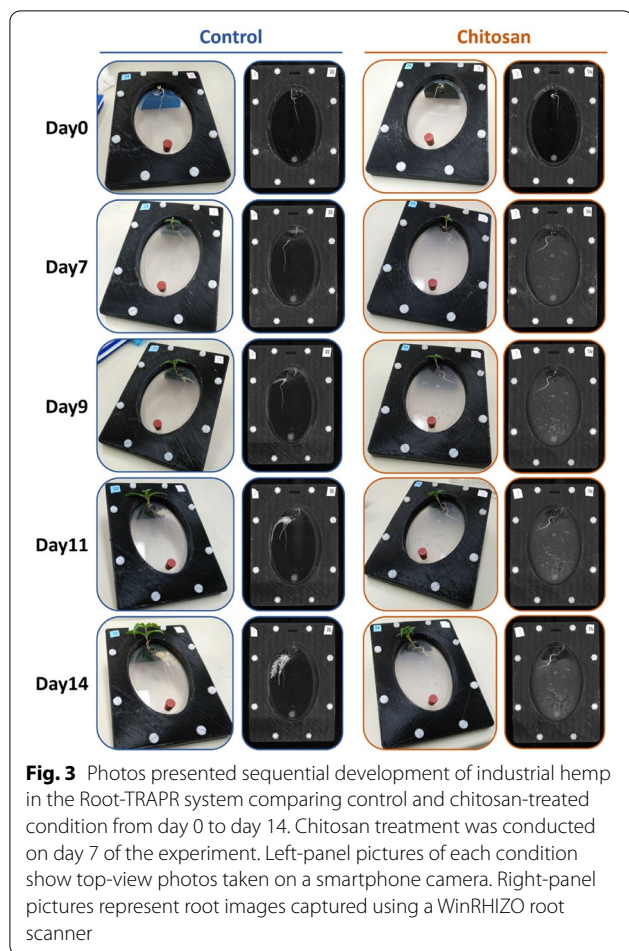 Control Chitosan
Day0
Day7
Day9
Day11
Day14
Fig. 3 Photos presented sequential development of industrial hemp
in the Root-TRAPR system comparing control and chitosan-treated
condition from day 0 to day 14. Chitosan treatment was conducted
on day 7 of the experiment. Left-panel pictures of each condition
show top-view photos taken on a smartphone camera. Right-panel
pictures represent root images captured using a WinRHIZO root
scanner